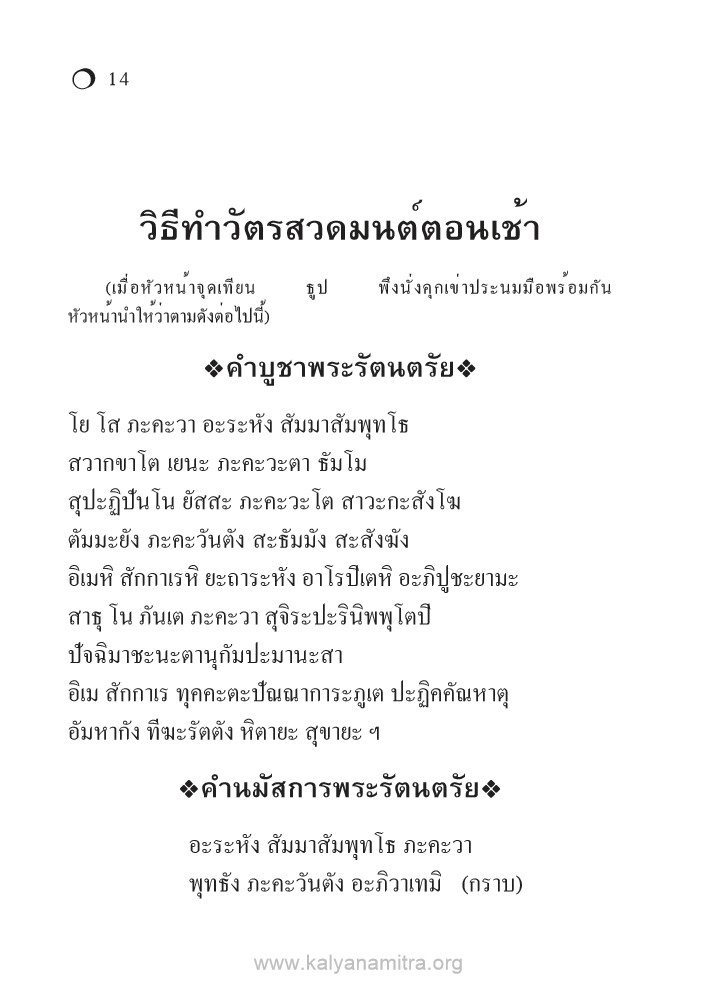 ❍ 14
วิธีทำวัตรสวดมนต์ตอนเช้า
(เมื่อหัวหน้าจุดเทียน ธูป พึงนั่งคุกเข่าประนมมือพร้อมกัน
หัวหน้านำให้ว่าตามดังต่อไปนี้)
❖คำบูชาพระรัตนตรัย❖
โย โส ภะคะวา อะระหัง สัมมาสัมพุทโธ
สวากขาโต เยนะ ภะคะวะตา ธัมโม
สุปะฏิปันโน ยัสสะ ภะคะวะโต สาวะกะสังโฆ
ตัมมะยัง ภะคะวันตัง สะธัมมัง สะสังฆัง
อิเมหิ สักกาเรหิ ยะถาระหัง อาโรปิเตหิ อะภิปูชะยามะ
สาธุ โน ภันเต ภะคะวา สุจิระปะรินิพพุโตปิ
ปัจฉิมาชะนะตานุกัมปะมานะสา
อิเม สักกาเร ทุคคะตะปัณณาการะภูเต ปะฏิคคัณหาตุ
อัมหากัง ทีฆะรัตตัง หิตายะ สุขายะ ฯ
❖คำนมัสการพระรัตนตรัย❖
อะระหัง สัมมาสัมพุทโธ ภะคะวา
พุทธัง ภะคะวันตัง อะภิวาเทมิ (กราบ)
www.kalyanamitra.org